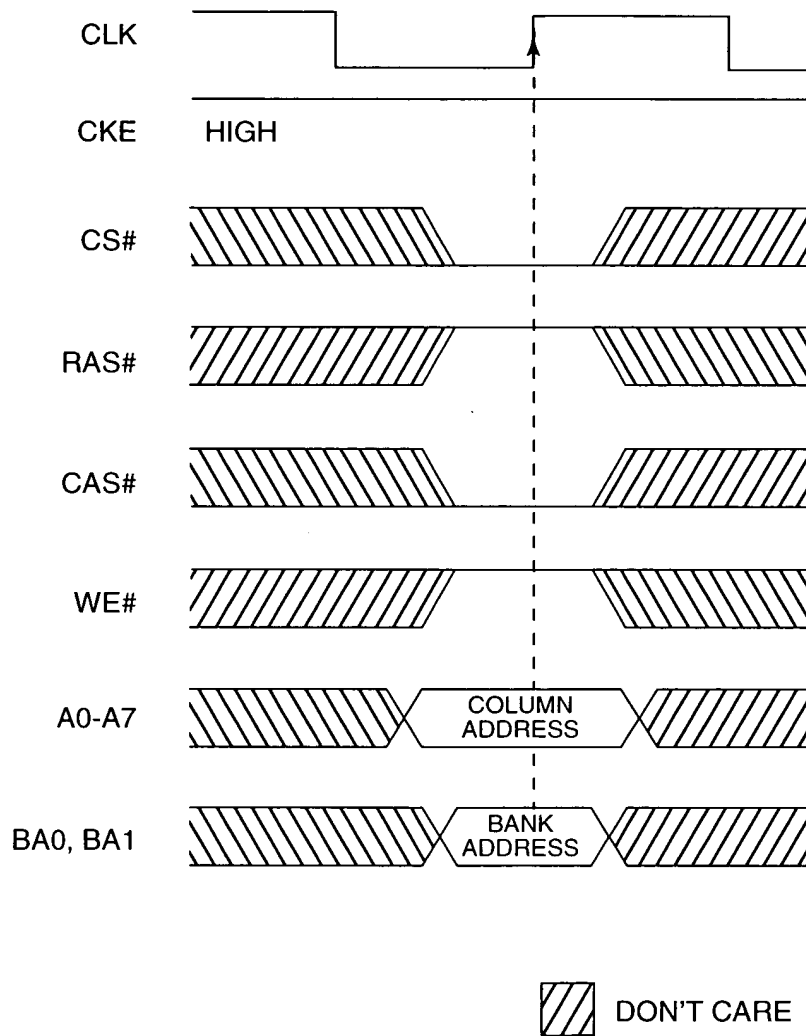 CLK
CKE HIGH
CS#
RAS#
CAS#
WE#
A0-A7 COLUMN
ADDRESS
BA0, BA1 BANK
ADDRESS
DON'T CARE